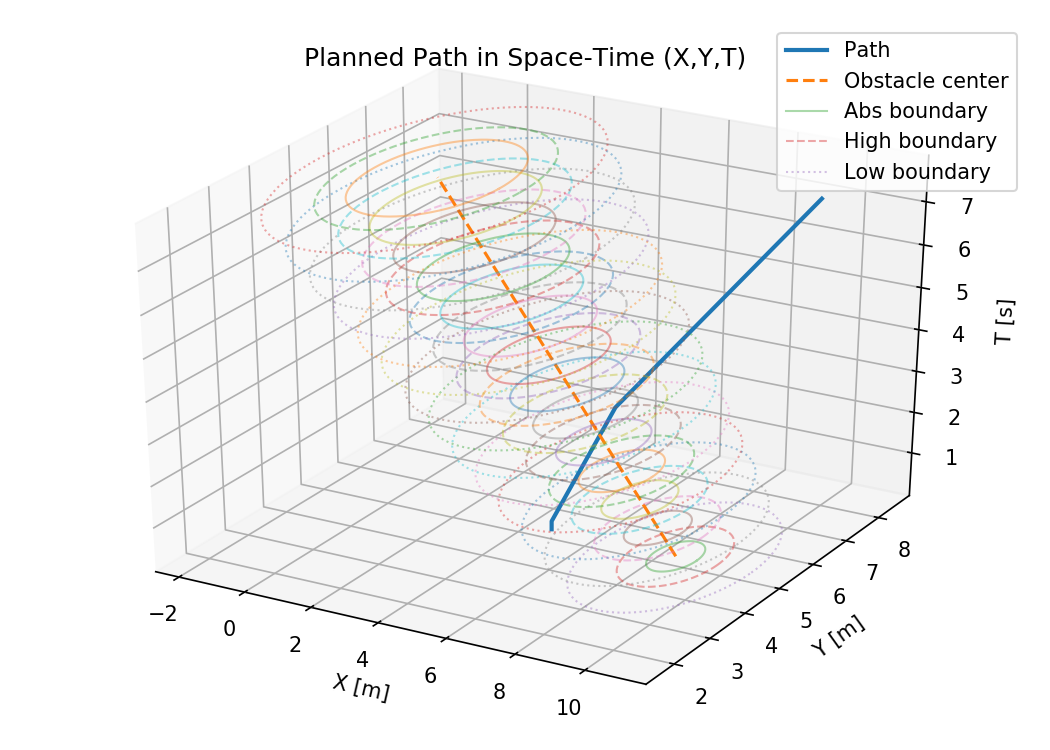 Planned Path in Space-Time (X,Y,T)
Path
Obstacle center
Abs boundary
High boundary
Low boundary
7
6
5
4
3
2
1
T [s]
8
7
6
5
4
3
2
Y [m]
−2
0
2
4
6
8
10
X [m]